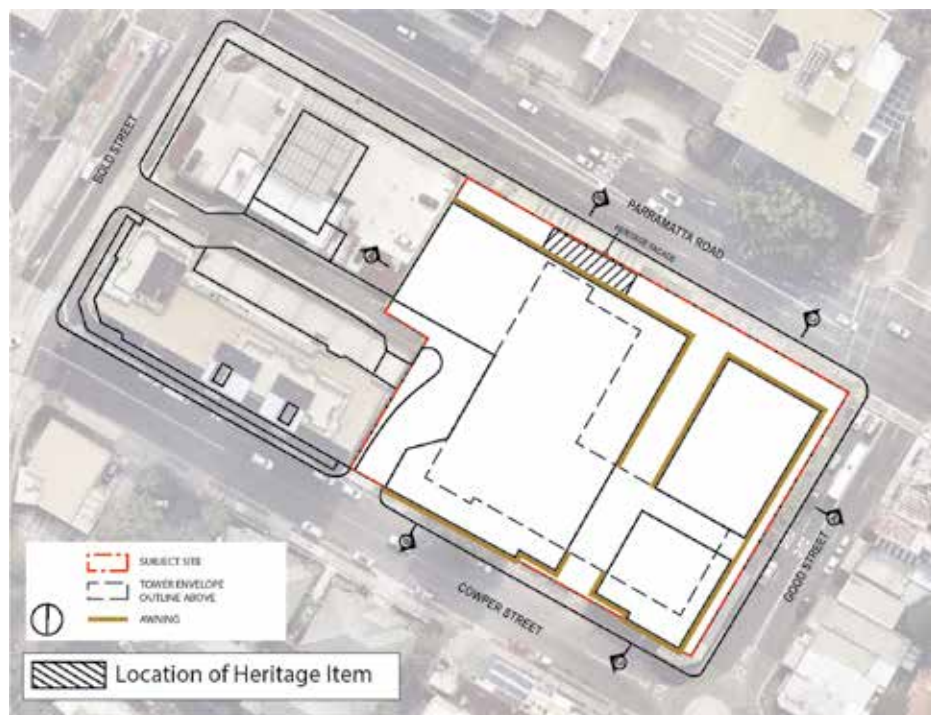 BOLD STREET
PARRAMATTA ROAD
HERITAGE FACADE
GOOD STREET
COWPER STREET
SUBJECT SITE
TOWER ENVELOPE
OUTLINE ABOVE
AWNING
Location of Heritage Item